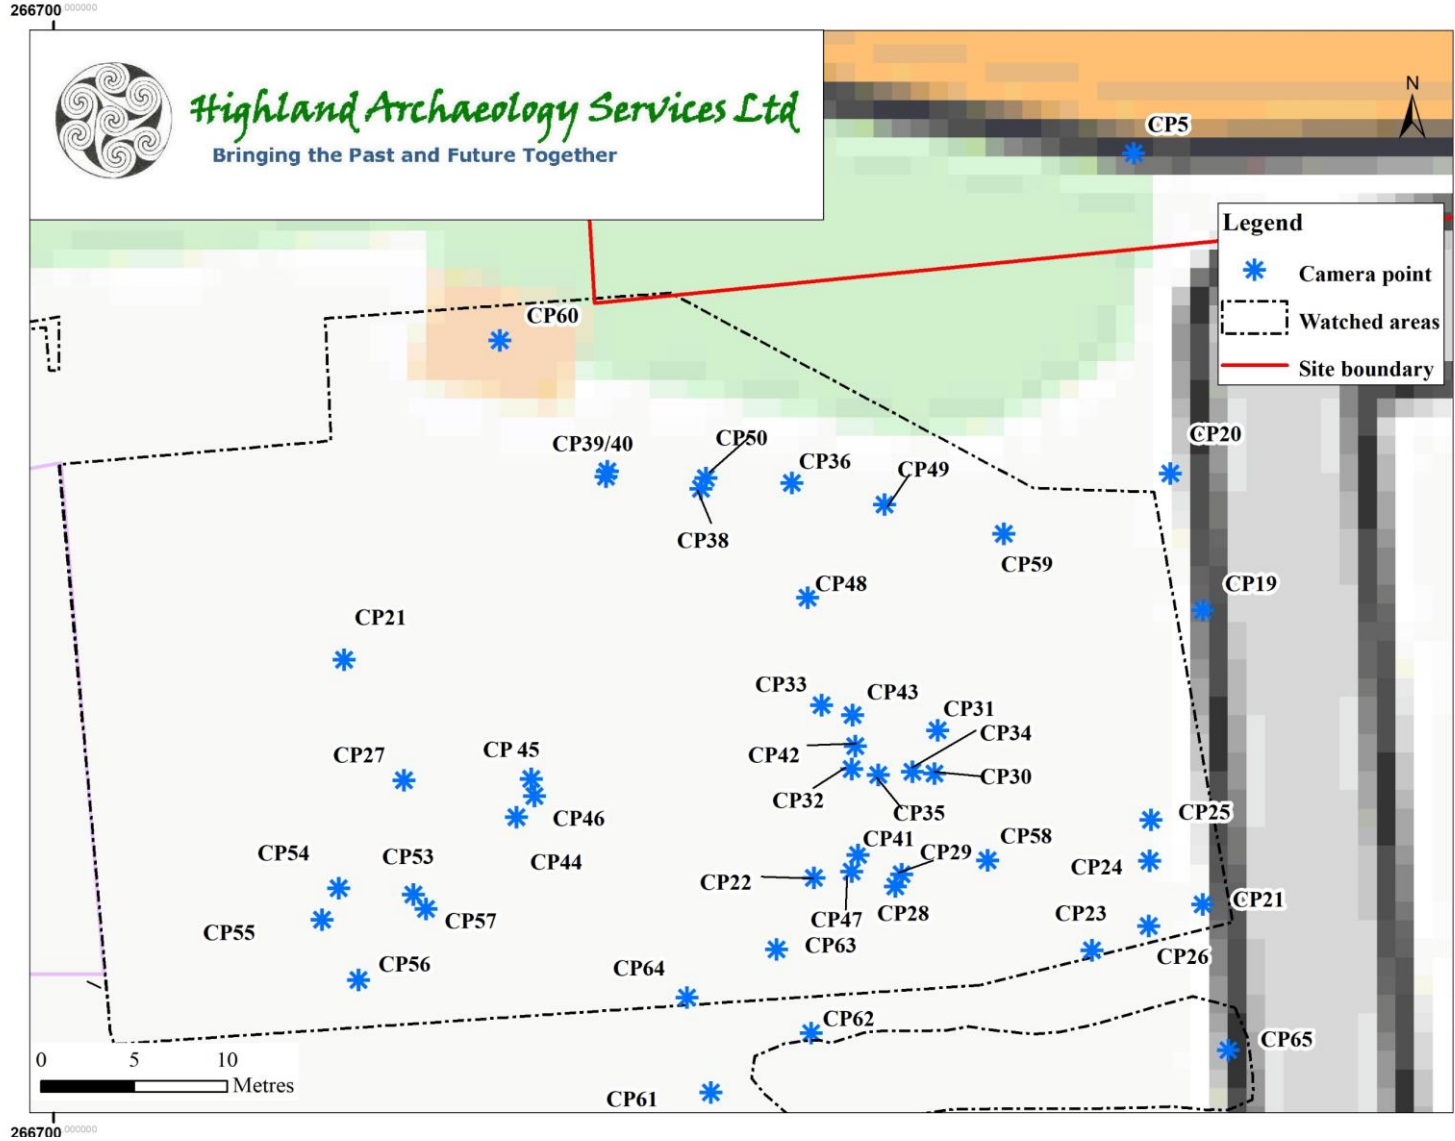 266700.000000
Highland Archaeology Services Ltd
Bringing the Past and Future Together
N
CP5
Legend
Camera point
Watched areas
Site boundary
CP60
CP20
CP39/40
CP50
CP36
CP49
CP38
CP59
CP48
CP19
CP21
CP33
CP43
CP31
CP34
CP42
CP27
CP 45
CP30
CP32
CP35
CP46
CP25
CP41
CP58
CP54
CP53
CP44
CP29
CP24
CP22
CP28
CP21
CP47
CP23
CP55
CP57
CP63
CP26
CP56
CP64
CP62
CP65
0 5 10
Metres
CP61
266700.000000